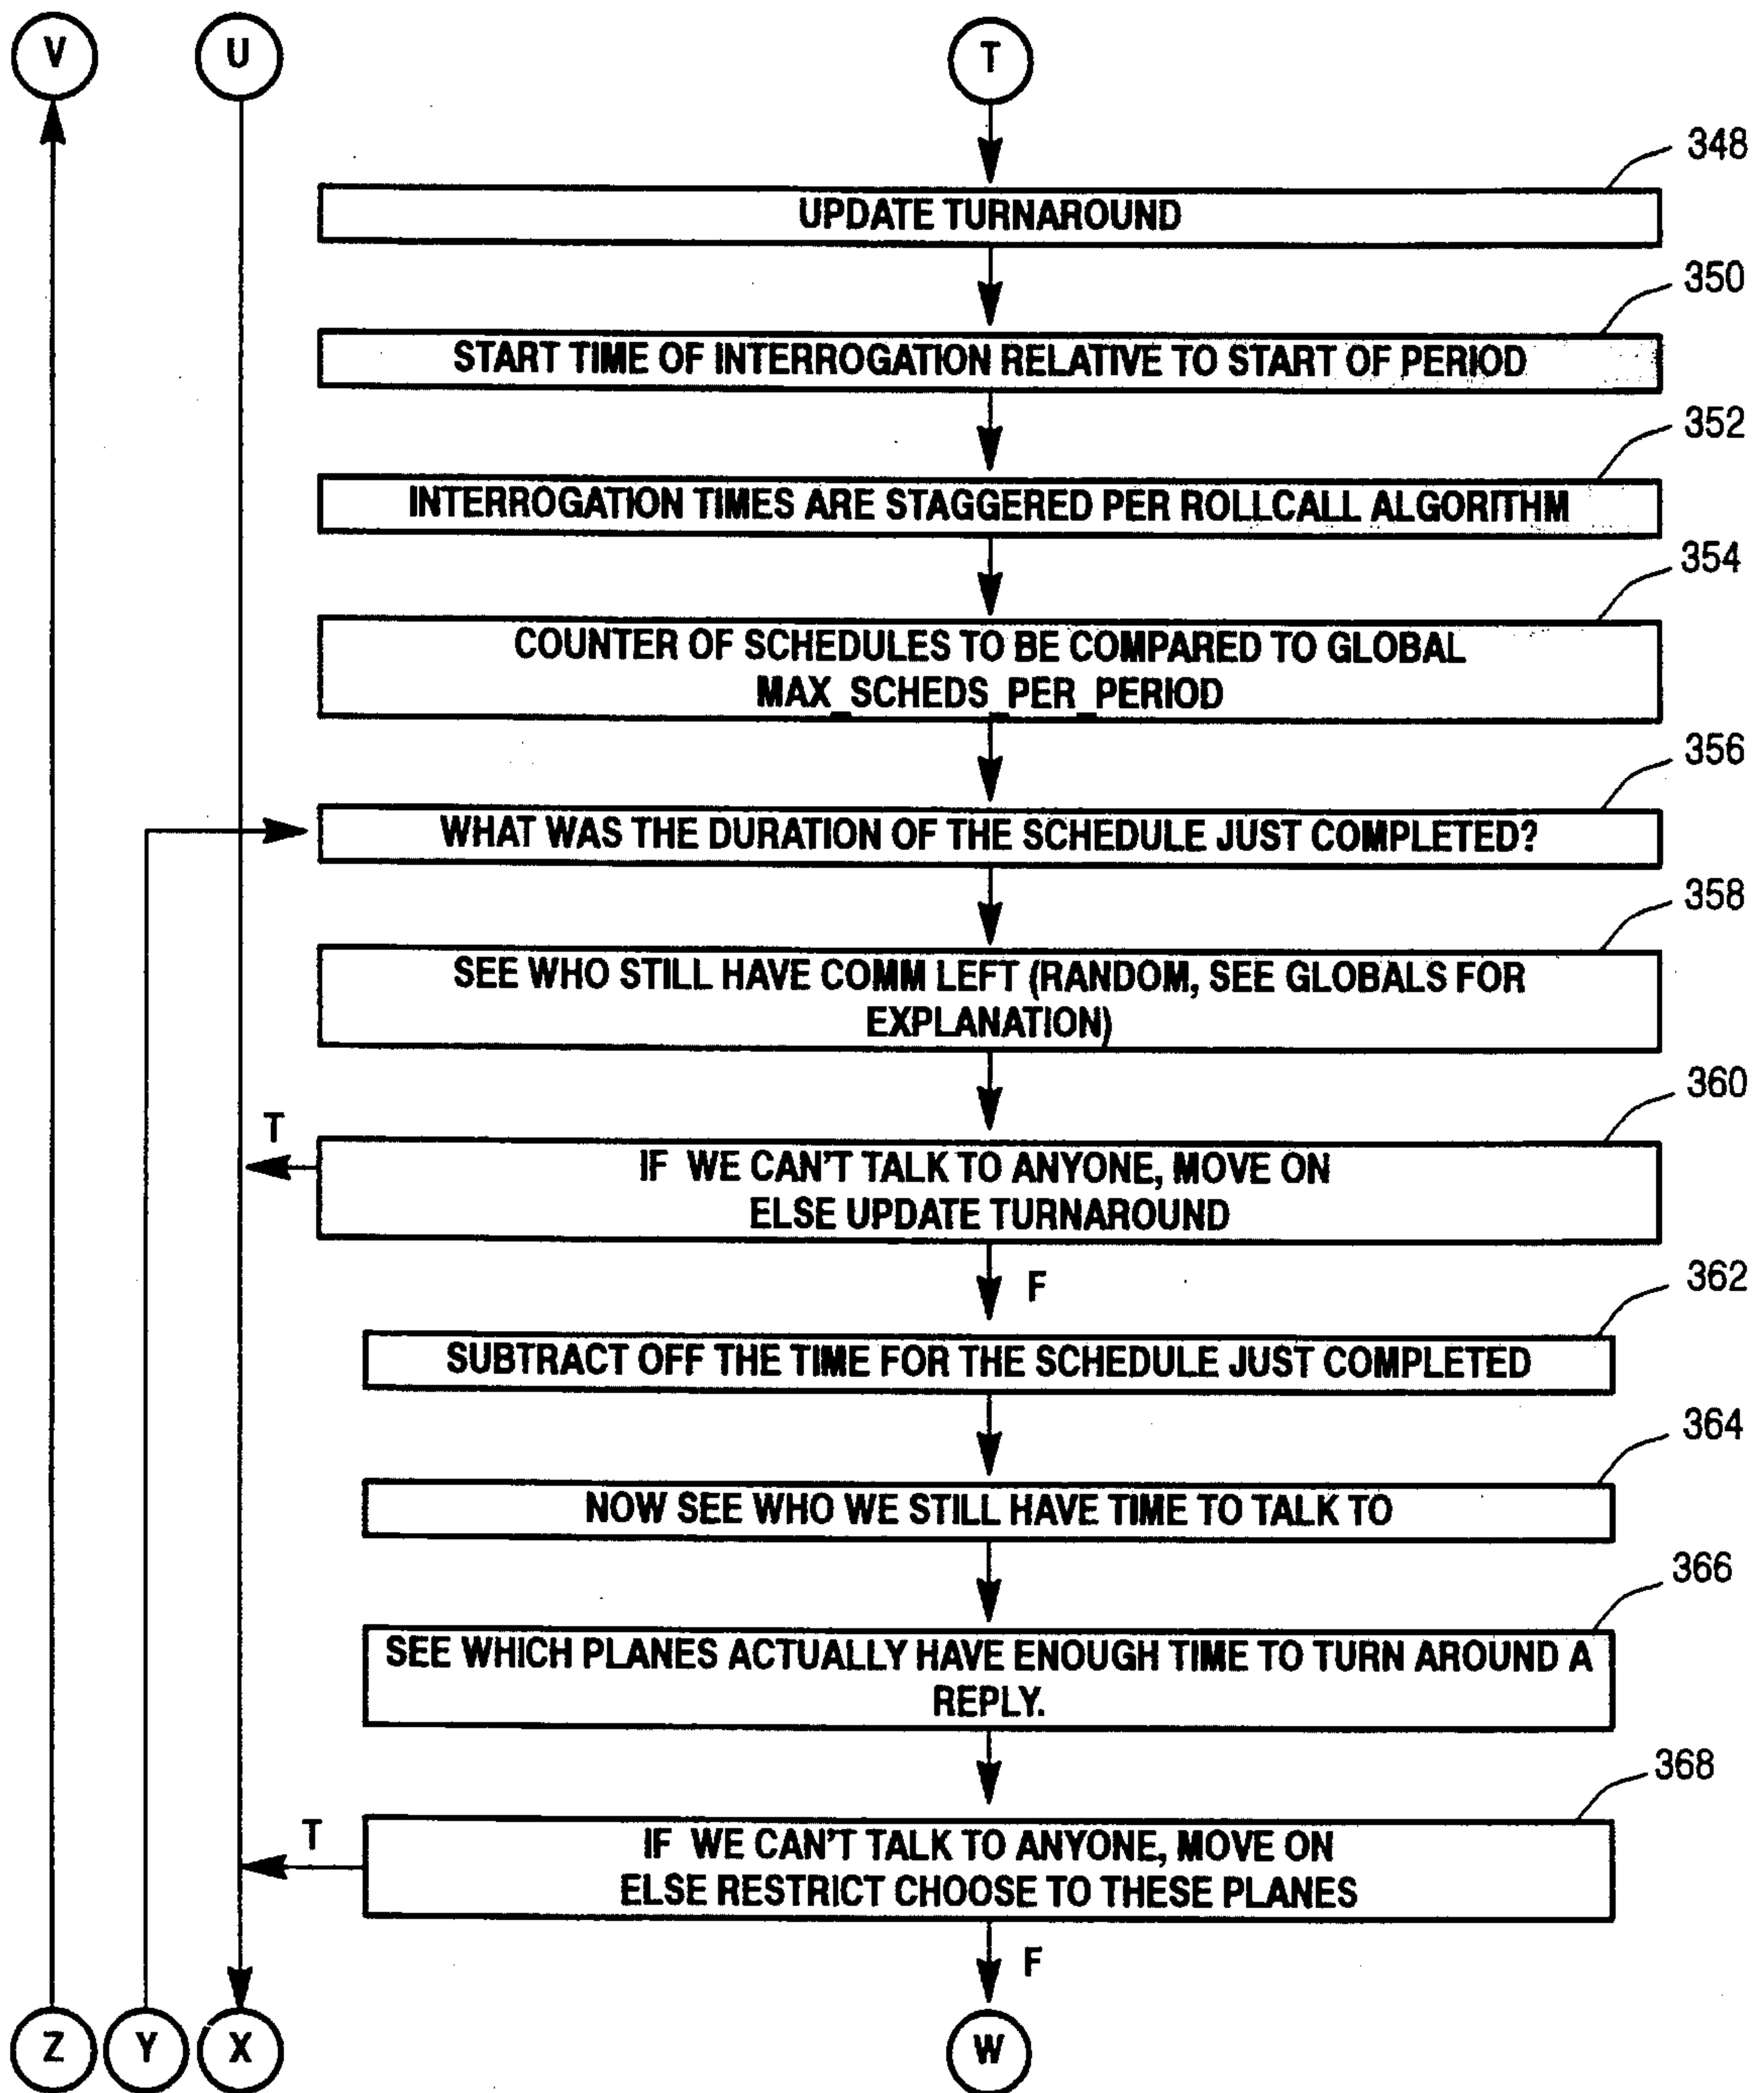 V
U
T
348
UPDATE TURNAROUND
350
START TIME OF INTERROGATION RELATIVE TO START OF PERIOD
352
INTERROGATION TIMES ARE STAGGERED PER ROLLCALL ALGORITHM
354
COUNTER OF SCHEDULES TO BE COMPARED TO GLOBAL
MAX_SCHEDS_PER_PERIOD
356
WHAT WAS THE DURATION OF THE SCHEDULE JUST COMPLETED?
358
SEE WHO STILL HAVE COMM LEFT (RANDOM, SEE GLOBALS FOR
EXPLANATION)
360
T
IF WE CAN'T TALK TO ANYONE, MOVE ON
ELSE UPDATE TURNAROUND
F
362
SUBTRACT OFF THE TIME FOR THE SCHEDULE JUST COMPLETED
364
NOW SEE WHO WE STILL HAVE TIME TO TALK TO
366
SEE WHICH PLANES ACTUALLY HAVE ENOUGH TIME TO TURN AROUND A
REPLY.
368
T
IF WE CAN'T TALK TO ANYONE, MOVE ON
ELSE RESTRICT CHOOSE TO THESE PLANES
F
Z
Y
X
W